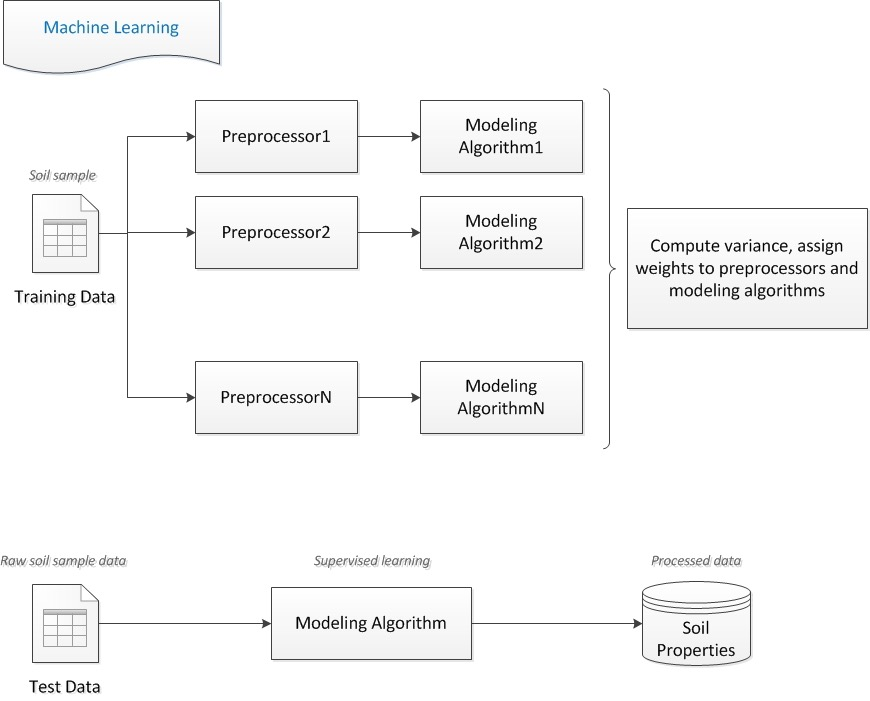 Machine Learning
Preprocessor1
Modeling
Algorithm1
Soil sample
Preprocessor2
Modeling
Algorithm2
Compute variance, assign
weights to preprocessors and
modeling algorithms
Training Data
PreprocessorN
Modeling
AlgorithmN
Raw soil sample data
Supervised learning
Processed data
Modeling Algorithm
Soil
Properties
Test Data